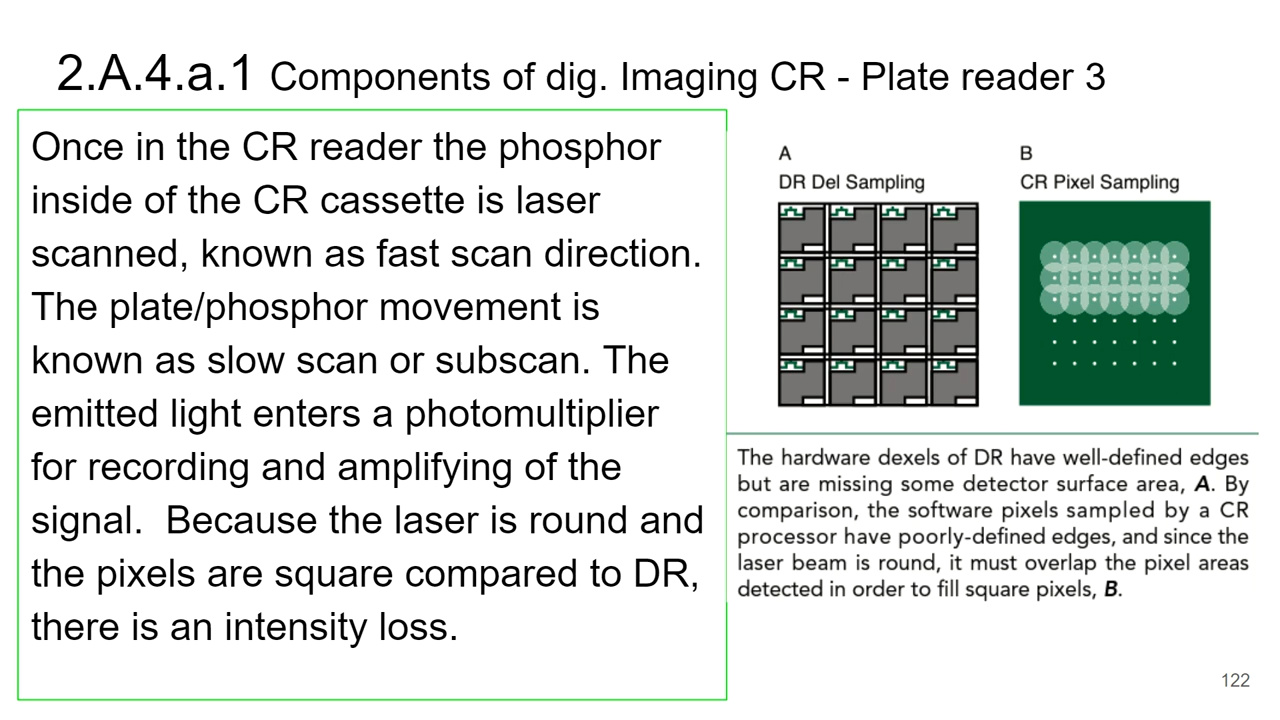 2.A.4.a.1 Components of dig. Imaging CR - Plate reader 3
Once in the CR reader the phosphor
inside of the CR cassette is laser
scanned, known as fast scan direction.
The plate/phosphor movement is
known as slow scan or subscan. The
emitted light enters a photomultiplier
for recording and amplifying of the
signal.  Because the laser is round and
the pixels are square compared to DR,
there is an intensity loss.
A
DR Del Sampling
B
CR Pixel Sampling
The hardware dexels of DR have well-defined edges
but are missing some detector surface area, A. By
comparison, the software pixels sampled by a CR
processor have poorly-defined edges, and since the
laser beam is round, it must overlap the pixel areas
detected in order to fill square pixels, B.
122